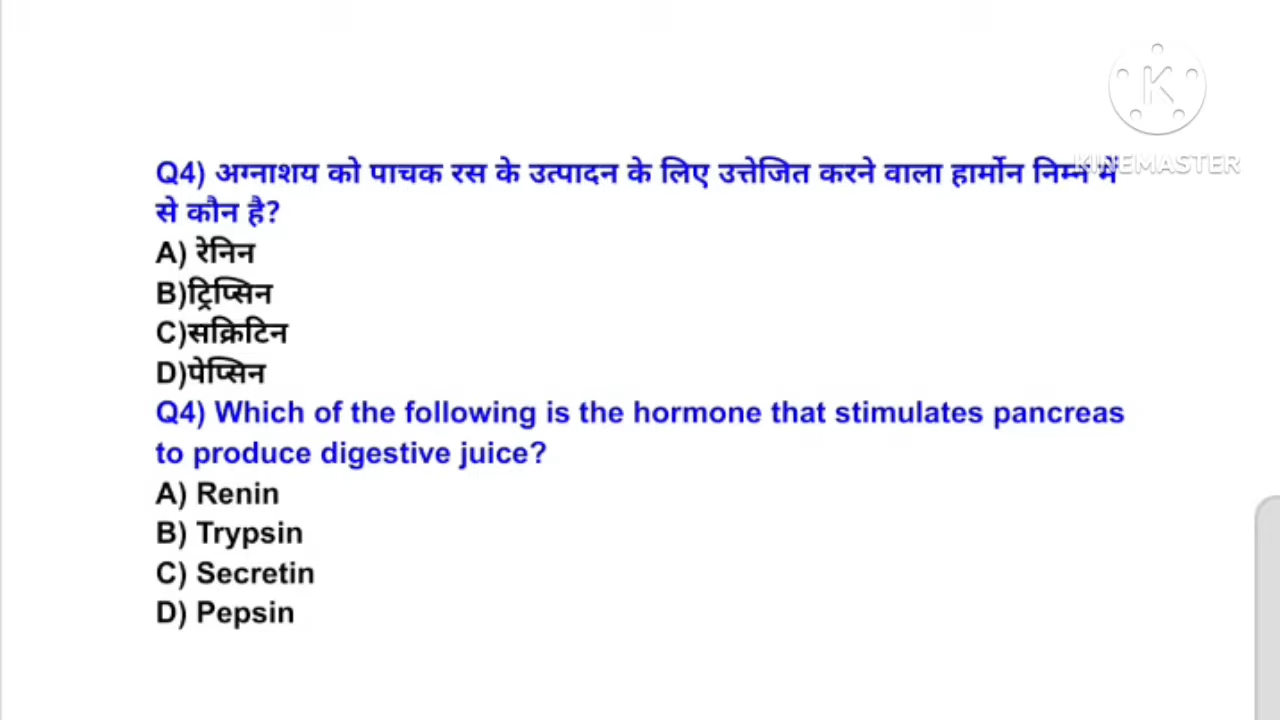 K
KINEMASTER
Q4) अग्नाशय को पाचक रस के उत्पादन के लिए उत्तेजित करने वाला हार्मोन निम्न में
से कौन है?
A) रेनिन
B)ट्रिप्सिन
C)सक्रिटिन
D)पेप्सिन
Q4) Which of the following is the hormone that stimulates pancreas
to produce digestive juice?
A) Renin
B) Trypsin
C) Secretin
D) Pepsin